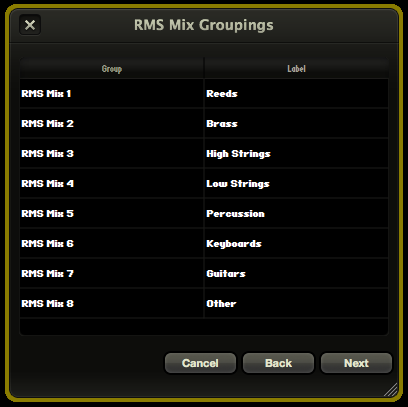 RMS Mix Groupings
Group Label
RMS Mix 1 Reeds
RMS Mix 2 Brass
RMS Mix 3 High Strings
RMS Mix 4 Low Strings
RMS Mix 5 Percussion
RMS Mix 6 Keyboards
RMS Mix 7 Guitars
RMS Mix 8 Other
Cancel Back Next